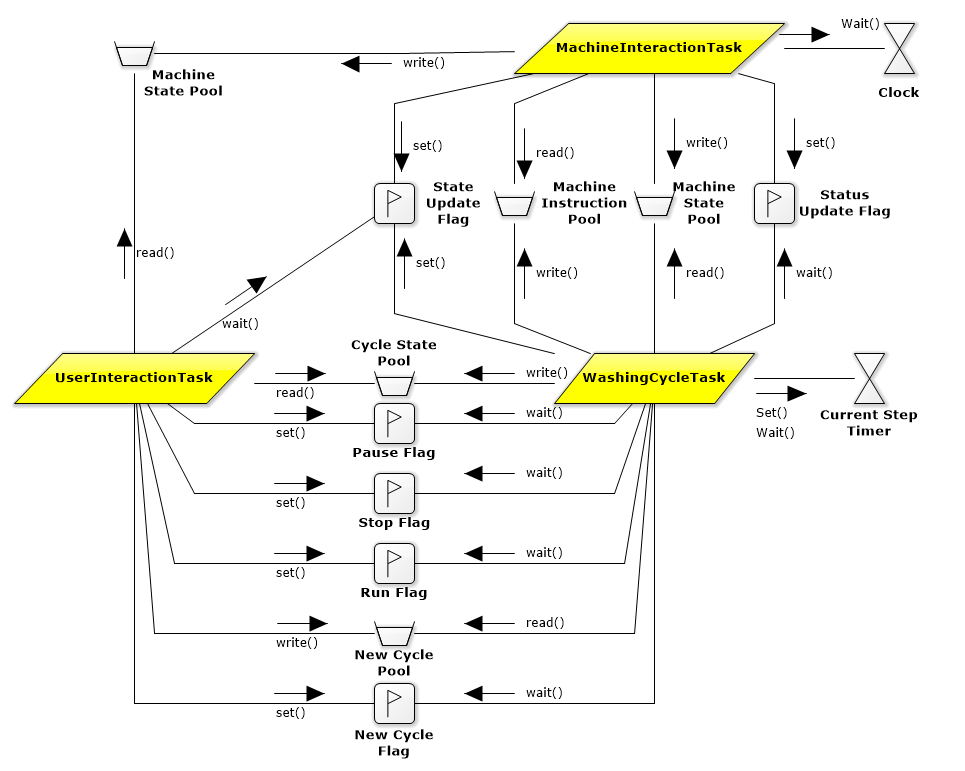 Wait()
MachineInteractionTask
write()
Machine
State Pool
Clock
set()
read()
write()
set()
State
Update
Flag
Machine
Instruction
Pool
Machine
State
Pool
Status
Update Flag
read()
set()
write()
read()
wait()
wait()
Cycle State
Pool
UserInteractionTask
read()
write()
WashingCycleTask
Set()
Wait()
Current Step
Timer
set()
wait()
Pause Flag
set()
wait()
Stop Flag
set()
wait()
Run Flag
write()
read()
New Cycle
Pool
set()
wait()
New Cycle
Flag